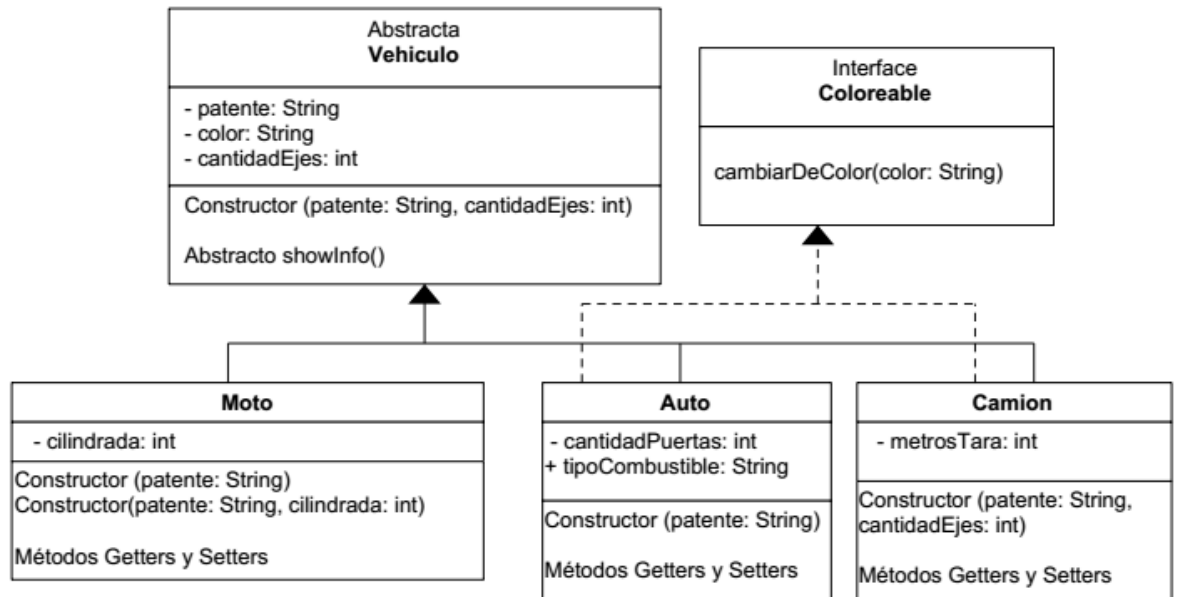 Abstracta
Vehiculo
- patente: String
- color: String
- cantidadEjes: int
Constructor (patente: String, cantidadEjes: int)
Abstracto showInfo()
Interface
Coloreable
cambiarDeColor(color: String)
Moto
- cilindrada: int
Constructor (patente: String)
Constructor(patente: String, cilindrada: int)
Métodos Getters y Setters
Auto
- cantidadPuertas: int
+ tipoCombustible: String
Constructor (patente: String)
Métodos Getters y Setters
Camion
- metrosTara: int
Constructor (patente: String,
cantidadEjes: int)
Métodos Getters y Setters